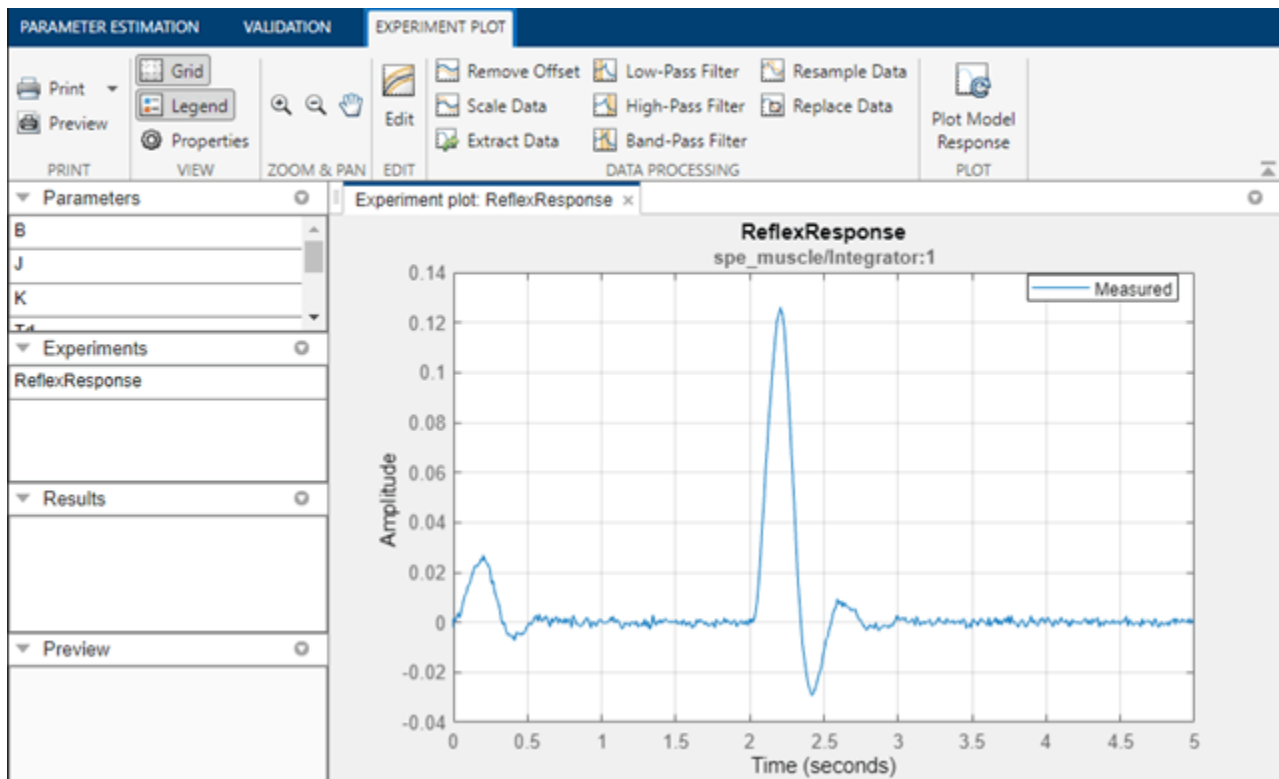 PARAMETER ESTIMATION VALIDATION EXPERIMENT PLOT
Print Grid Remove Offset Low-Pass Filter Resample Data
Preview Legend Edit Scale Data High-Pass Filter Replace Data Plot Model
Properties Extract Data Band-Pass Filter Response
PRINT VIEW ZOOM & PAN EDIT DATA PROCESSING PLOT
Parameters
B
J
K
Td
Experiments
ReflexResponse
Results
Preview
Experiment plot: ReflexResponse ×
ReflexResponse
spe_muscle/Integrator:1
Measured
Amplitude
0.14
0.12
0.1
0.08
0.06
0.04
0.02
0
-0.02
-0.04
0 0.5 1 1.5 2 2.5 3 3.5 4 4.5 5
Time (seconds)